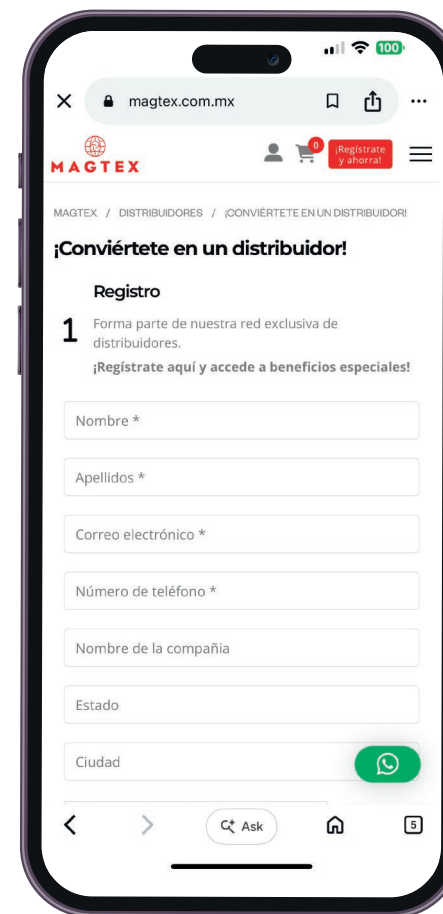 100
magtex.com.mx
MAGTEX
0
¡Regístrate
y ahorra!
MAGTEX / DISTRIBUIDORES / ¡CONVIÉRTETE EN UN DISTRIBUIDOR!
¡Conviértete en un distribuidor!
Registro
1
Forma parte de nuestra red exclusiva de
distribuidores.
¡Regístrate aquí y accede a beneficios especiales!
Nombre *
Apellidos *
Correo electrónico *
Número de teléfono *
Nombre de la compañia
Estado
Ciudad
Ask
5